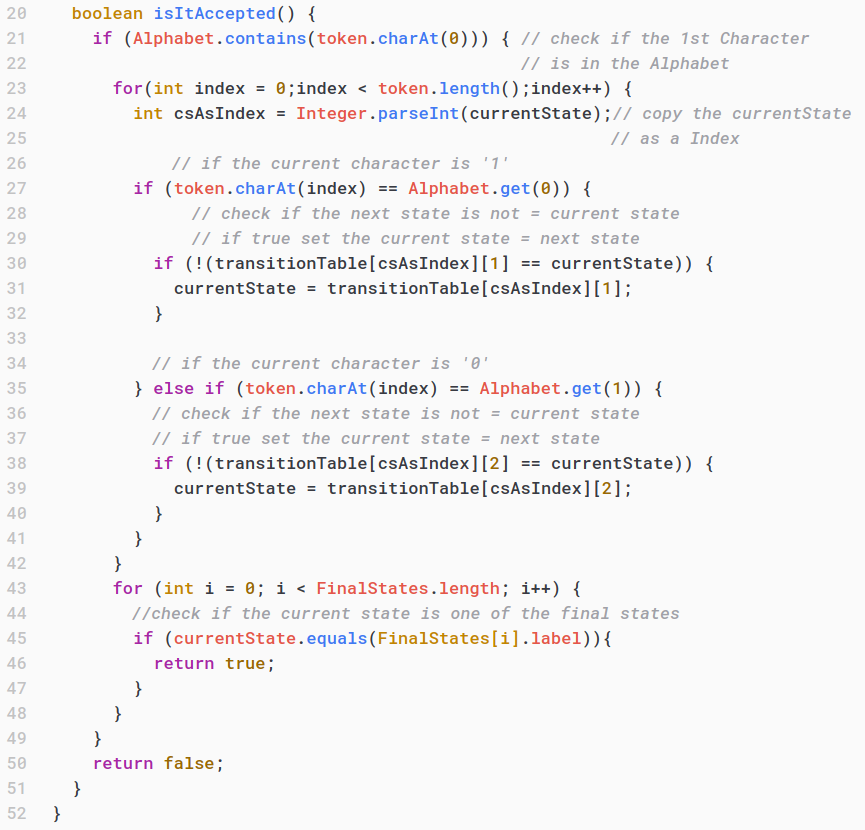 20 boolean isItAccepted() {
21 if (Alphabet.contains(token.charAt(0))) { // check if the 1st Character
22 // is in the Alphabet
23 for(int index = 0;index < token.length();index++) {
24 int csAsIndex = Integer.parseInt(currentState);// copy the currentState
25 // as a Index
26 // if the current character is '1'
27 if (token.charAt(index) == Alphabet.get(0)) {
28 // check if the next state is not = current state
29 // if true set the current state = next state
30 if (!(transitionTable[csAsIndex][1] == currentState)) {
31 currentState = transitionTable[csAsIndex][1];
32 }
33
34 // if the current character is '0'
35 } else if (token.charAt(index) == Alphabet.get(1)) {
36 // check if the next state is not = current state
37 // if true set the current state = next state
38 if (!(transitionTable[csAsIndex][2] == currentState)) {
39 currentState = transitionTable[csAsIndex][2];
40 }
41 }
42 }
43 for (int i = 0; i < FinalStates.length; i++) {
44 //check if the current state is one of the final states
45 if (currentState.equals(FinalStates[i].label)){
46 return true;
47 }
48 }
49 }
50 return false;
51 }
52 }